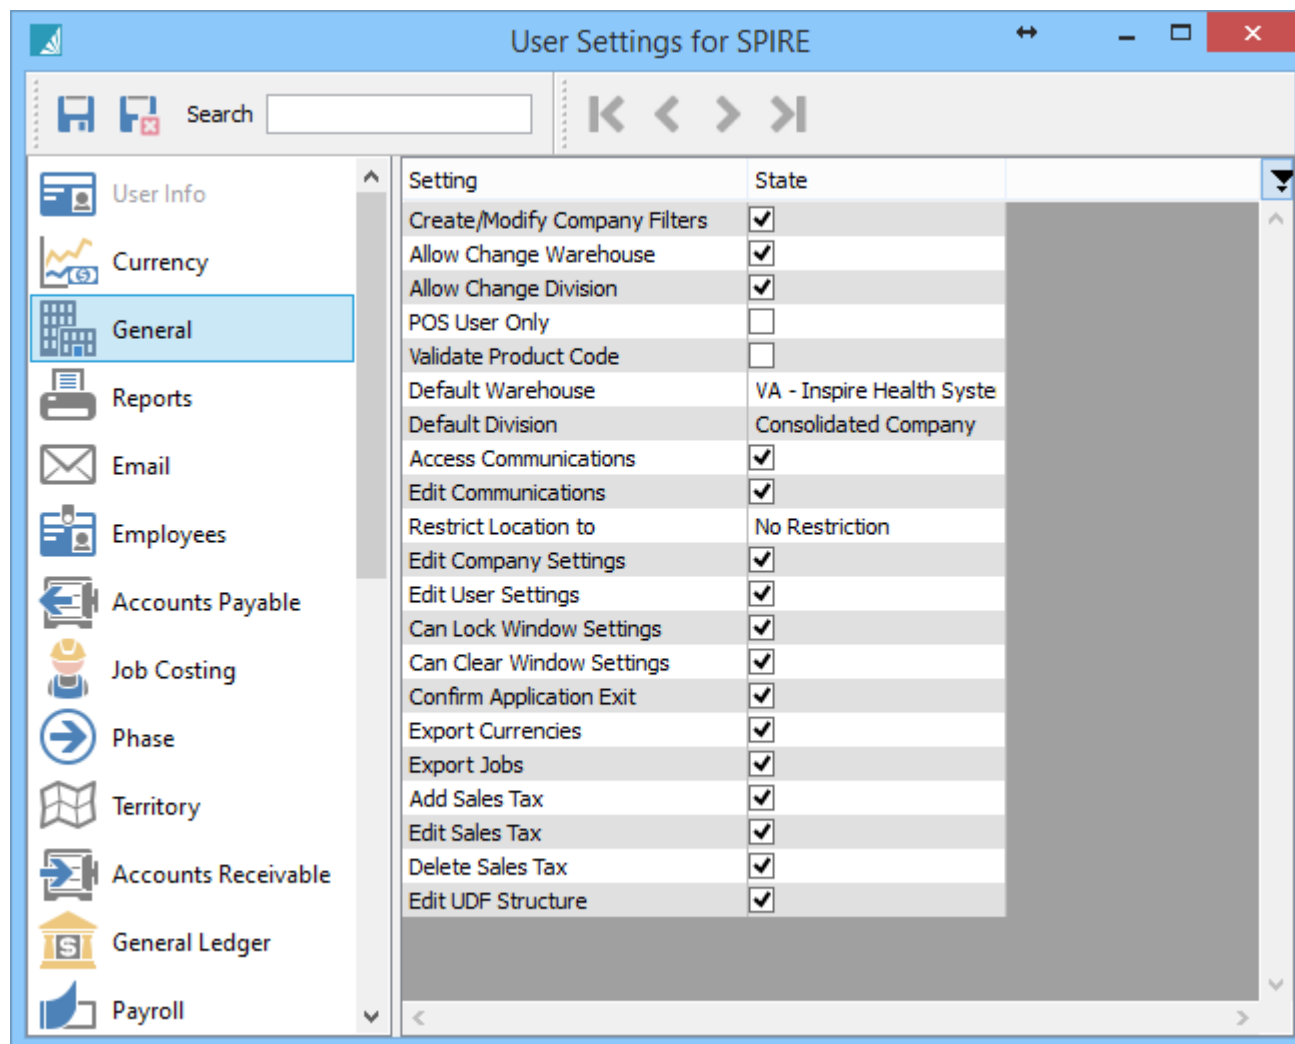 User Settings for SPIRE
Search
User Info
Currency
General
Reports
Email
Employees
Accounts Payable
Job Costing
Phase
Territory
Accounts Receivable
General Ledger
Payroll
Setting State
Create/Modify Company Filters
Allow Change Warehouse
Allow Change Division
POS User Only
Validate Product Code
Default Warehouse VA - Inspire Health Syste
Default Division Consolidated Company
Access Communications
Edit Communications
Restrict Location to No Restriction
Edit Company Settings
Edit User Settings
Can Lock Window Settings
Can Clear Window Settings
Confirm Application Exit
Export Currencies
Export Jobs
Add Sales Tax
Edit Sales Tax
Delete Sales Tax
Edit UDF Structure